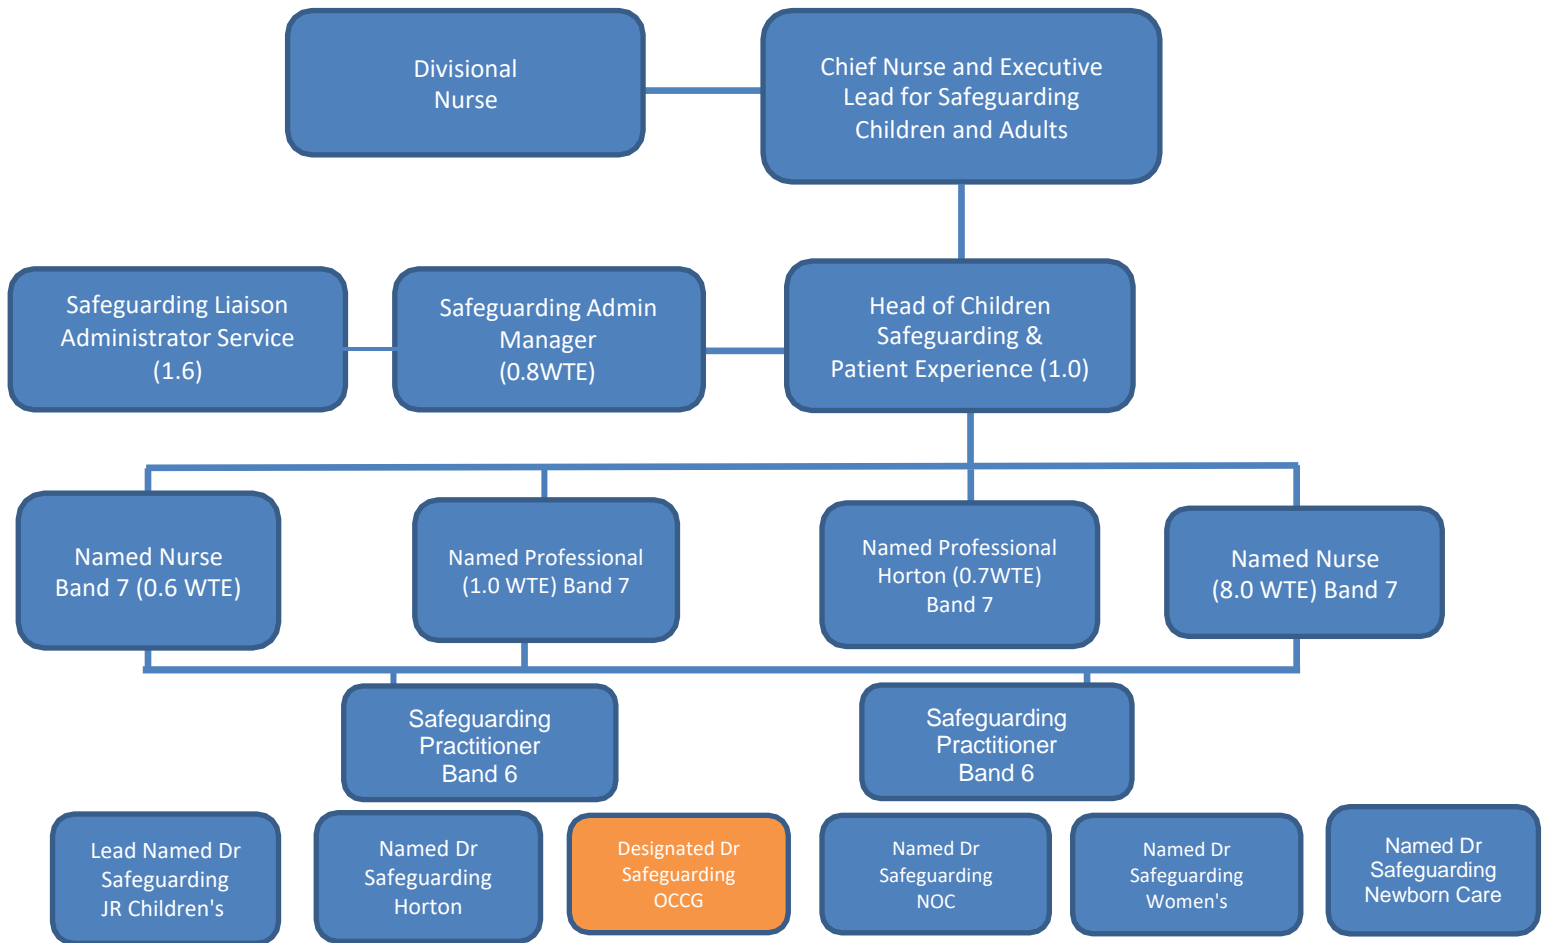 Divisional
Nurse
Chief Nurse and Executive
Lead for Safeguarding
Children and Adults
Safeguarding Liaison
Administrator Service
(1.6)
Safeguarding Admin
Manager
(0.8WTE)
Head of Children
Safeguarding &
Patient Experience (1.0)
Named Nurse
Band 7 (0.6 WTE)
Named Professional
(1.0 WTE) Band 7
Named Professional
Horton (0.7WTE)
Band 7
Named Nurse
(8.0 WTE) Band 7
Safeguarding
Practitioner
Band 6
Safeguarding
Practitioner
Band 6
Lead Named Dr
Safeguarding
JR Children's
Named Dr
Safeguarding
Horton
Designated Dr
Safeguarding
OCCG
Named Dr
Safeguarding
NOC
Named Dr
Safeguarding
Women's
Named Dr
Safeguarding
Newborn Care